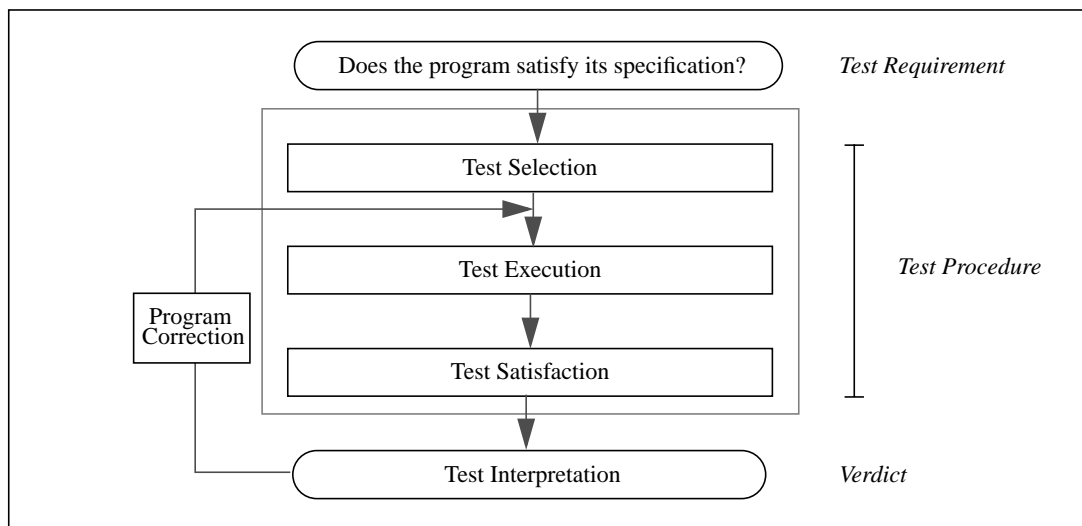 Does the program satisfy its specification?
Test Requirement
Test Selection
Test Execution
Test Procedure
Program
Correction
Test Satisfaction
Test Interpretation
Verdict